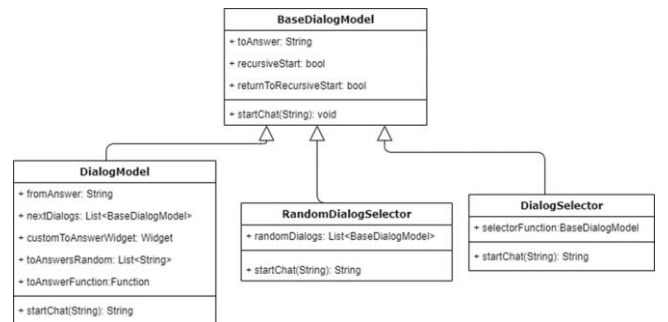 BaseDialogModel
+ toAnswer: String
+ recursiveStart: bool
+ returnToRecursiveStart: bool
+ startChat(String): void
DialogModel
+ fromAnswer: String
+ nextDialogs: List<BaseDialogModel>
+ customToAnswerWidget: Widget
+ toAnswersRandom: List<String>
+ toAnswerFunction:Function
+ startChat(String): String
RandomDialogSelector
+ randomDialogs: List<BaseDialogModel>
+ startChat(String): String
DialogSelector
+ selectorFunction:BaseDialogModel
+ startChat(String): String